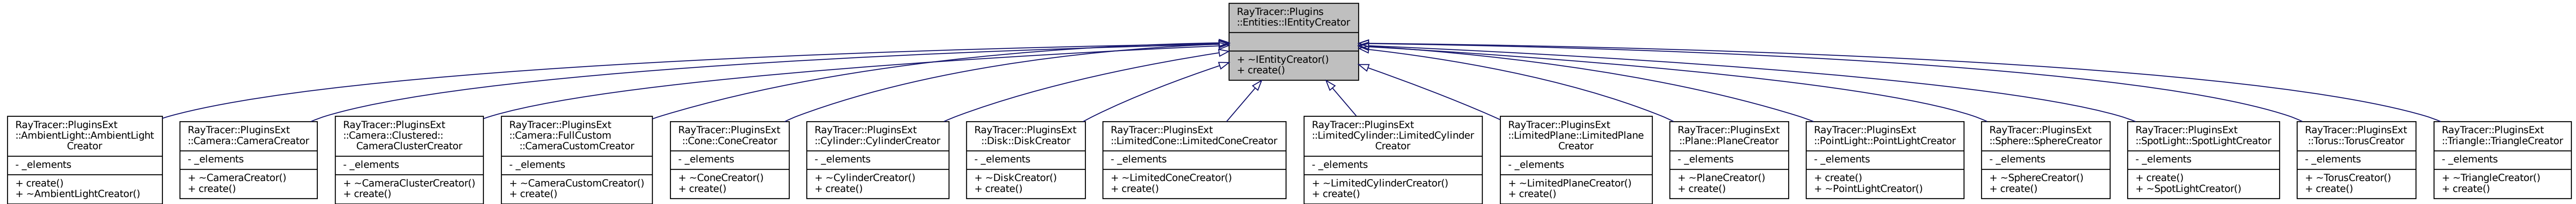 RayTracer::Plugins
::Entities::IEntityCreator
+ ~IEntityCreator()
+ create()
RayTracer::PluginsExt
::AmbientLight::AmbientLight
Creator
- _elements
+ create()
+ ~AmbientLightCreator()
RayTracer::PluginsExt
::Camera::CameraCreator
- _elements
+ ~CameraCreator()
+ create()
RayTracer::PluginsExt
::Camera::Clustered::
CameraClusterCreator
- _elements
+ ~CameraClusterCreator()
+ create()
RayTracer::PluginsExt
::Camera::FullCustom
::CameraCustomCreator
- _elements
+ ~CameraCustomCreator()
+ create()
RayTracer::PluginsExt
::Cone::ConeCreator
- _elements
+ ~ConeCreator()
+ create()
RayTracer::PluginsExt
::Cylinder::CylinderCreator
- _elements
+ ~CylinderCreator()
+ create()
RayTracer::PluginsExt
::Disk::DiskCreator
- _elements
+ ~DiskCreator()
+ create()
RayTracer::PluginsExt
::LimitedCone::LimitedConeCreator
- _elements
+ ~LimitedConeCreator()
+ create()
RayTracer::PluginsExt
::LimitedCylinder::LimitedCylinder
Creator
- _elements
+ ~LimitedCylinderCreator()
+ create()
RayTracer::PluginsExt
::LimitedPlane::LimitedPlane
Creator
- _elements
+ ~LimitedPlaneCreator()
+ create()
RayTracer::PluginsExt
::Plane::PlaneCreator
- _elements
+ ~PlaneCreator()
+ create()
RayTracer::PluginsExt
::PointLight::PointLightCreator
- _elements
+ create()
+ ~PointLightCreator()
RayTracer::PluginsExt
::Sphere::SphereCreator
- _elements
+ ~SphereCreator()
+ create()
RayTracer::PluginsExt
::SpotLight::SpotLightCreator
- _elements
+ create()
+ ~SpotLightCreator()
RayTracer::PluginsExt
::Torus::TorusCreator
- _elements
+ ~TorusCreator()
+ create()
RayTracer::PluginsExt
::Triangle::TriangleCreator
- _elements
+ ~TriangleCreator()
+ create()